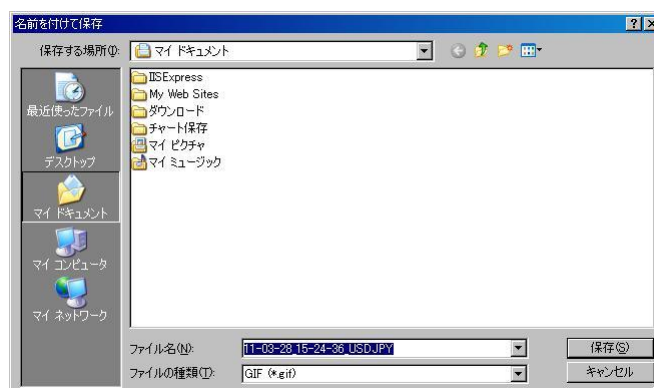 名前を付けて保存
保存する場所(I):
マイ ドキュメント
最近使ったファイル
デスクトップ
マイ ドキュメント
マイ コンピュータ
マイ ネットワーク
IISExpress
My Web Sites
ダウンロード
チャート保存
マイ ピクチャ
マイ ミュージック
ファイル名(N):
11-03-28_15-24-36_USDJPY
保存(S)
ファイルの種類(T):
GIF (*.gif)
キャンセル